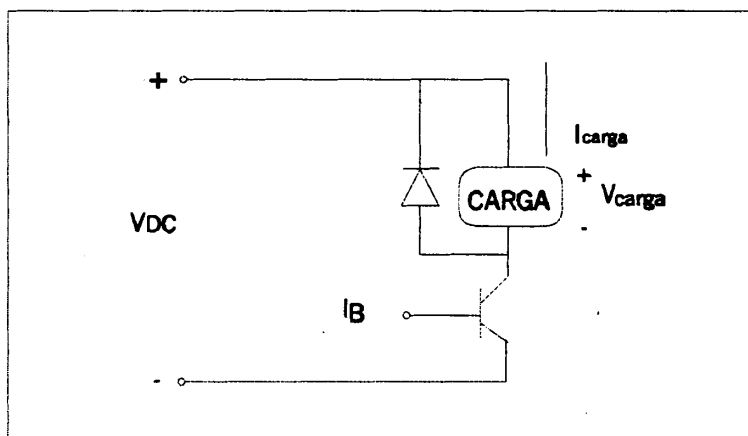 +
Icarga
+
CARGA
Vcarga
VDC
-
IB
-